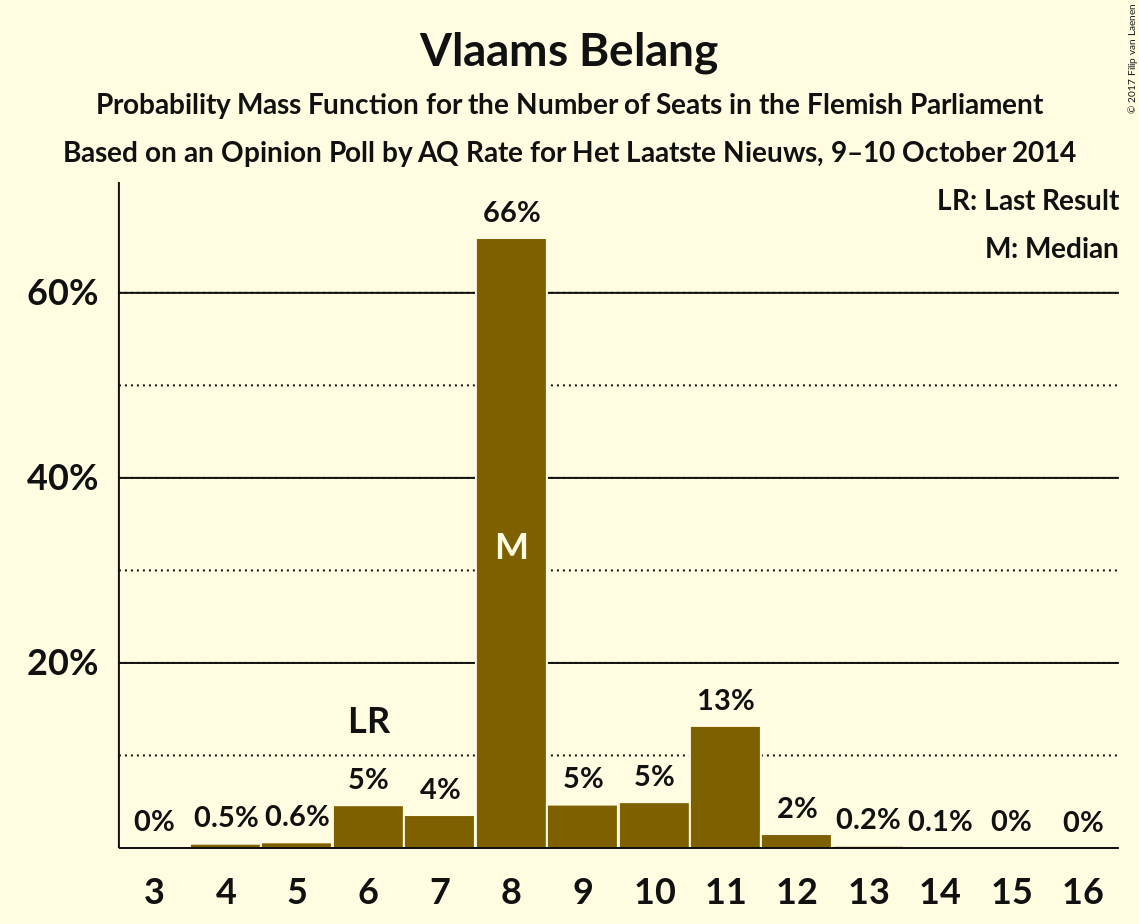 Vlaams Belang
Probability Mass Function for the Number of Seats in the Flemish Parliament
Based on an Opinion Poll by AQ Rate for Het Laatste Nieuws, 9–10 October 2014
© 2017 Filip van Laenen
LR: Last Result
M: Median
66%
60%
M
40%
20%
LR
13%
0%
0.5%
0.6%
5%
4%
5%
5%
2%
0.2%
0.1%
0%
0%
3 4 5 6 7 8 9 10 11 12 13 14 15 16